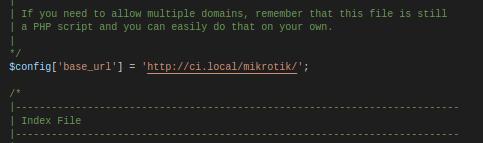 |
| If you need to allow multiple domains, remember that this file is still
| a PHP script and you can easily do that on your own.
|
*/
$config['base_url'] = 'http://ci.local/mikrotik/';
/*
|--------------------------------------------------------------------------
| Index File
|--------------------------------------------------------------------------